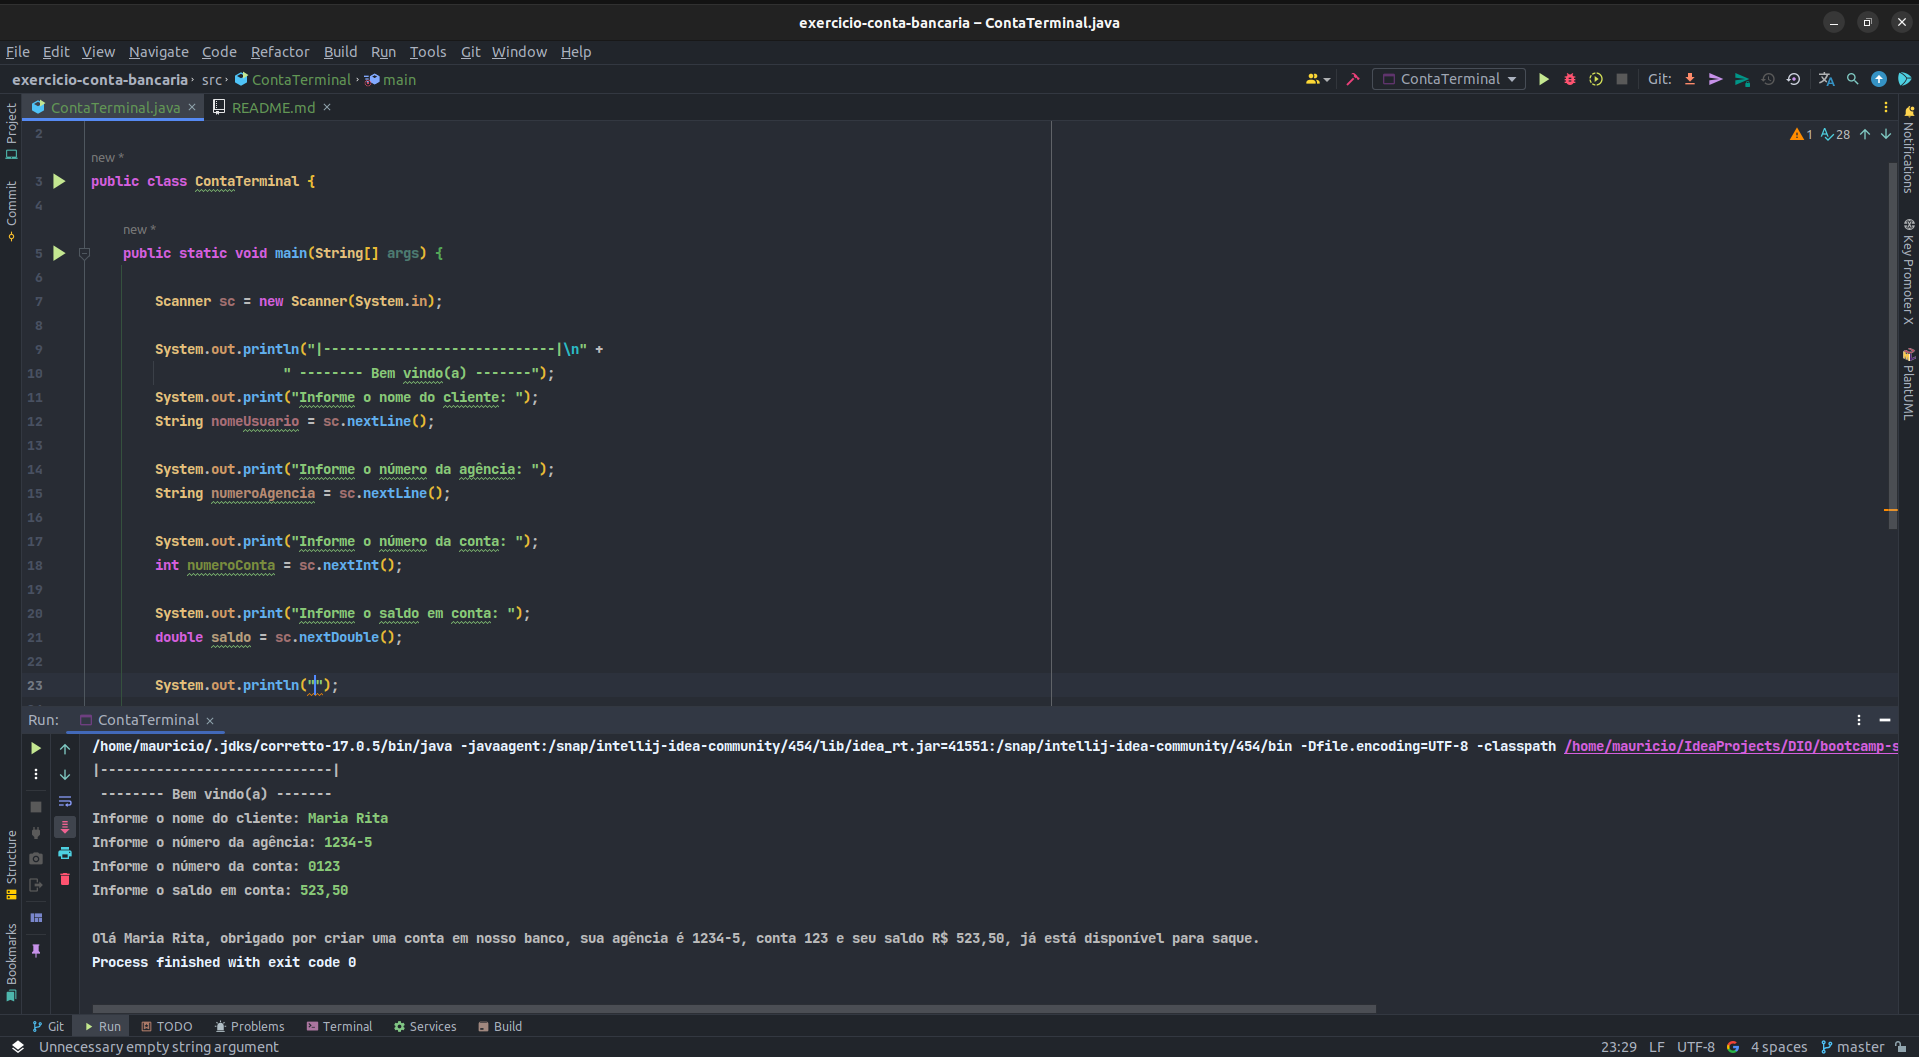 exercicio-conta-bancaria – ContaTerminal.java
File Edit View Navigate Code Refactor Build Run Tools Git Window Help
exercicio-conta-bancaria › src › ContaTerminal › main
ContaTerminal Git:
ContaTerminal.java × README.md ×
1 28
2
new *
3 public class ContaTerminal {
4
new *
5 public static void main(String[] args) {
6
7 Scanner sc = new Scanner(System.in);
8
9 System.out.println("|-----------------------------|\n" +
10 " -------- Bem vindo(a) -------");
11 System.out.print("Informe o nome do cliente: ");
12 String nomeUsuario = sc.nextLine();
13
14 System.out.print("Informe o número da agência: ");
15 String numeroAgencia = sc.nextLine();
16
17 System.out.print("Informe o número da conta: ");
18 int numeroConta = sc.nextInt();
19
20 System.out.print("Informe o saldo em conta: ");
21 double saldo = sc.nextDouble();
22
23 System.out.println("");
Project
Commit
Structure
Bookmarks
Notifications
Key Promoter X
PlantUML
Run: ContaTerminal ×
/home/mauricio/.jdks/corretto-17.0.5/bin/java -javaagent:/snap/intellij-idea-community/454/lib/idea_rt.jar=41551:/snap/intellij-idea-community/454/bin -Dfile.encoding=UTF-8 -classpath /home/mauricio/IdeaProjects/DIO/bootcamp-s
|-----------------------------|
-------- Bem vindo(a) -------
Informe o nome do cliente: Maria Rita
Informe o número da agência: 1234-5
Informe o número da conta: 0123
Informe o saldo em conta: 523,50
Olá Maria Rita, obrigado por criar uma conta em nosso banco, sua agência é 1234-5, conta 123 e seu saldo R$ 523,50, já está disponível para saque.
Process finished with exit code 0
Git Run TODO Problems Terminal Services Build
Unnecessary empty string argument 23:29 LF UTF-8 4 spaces master